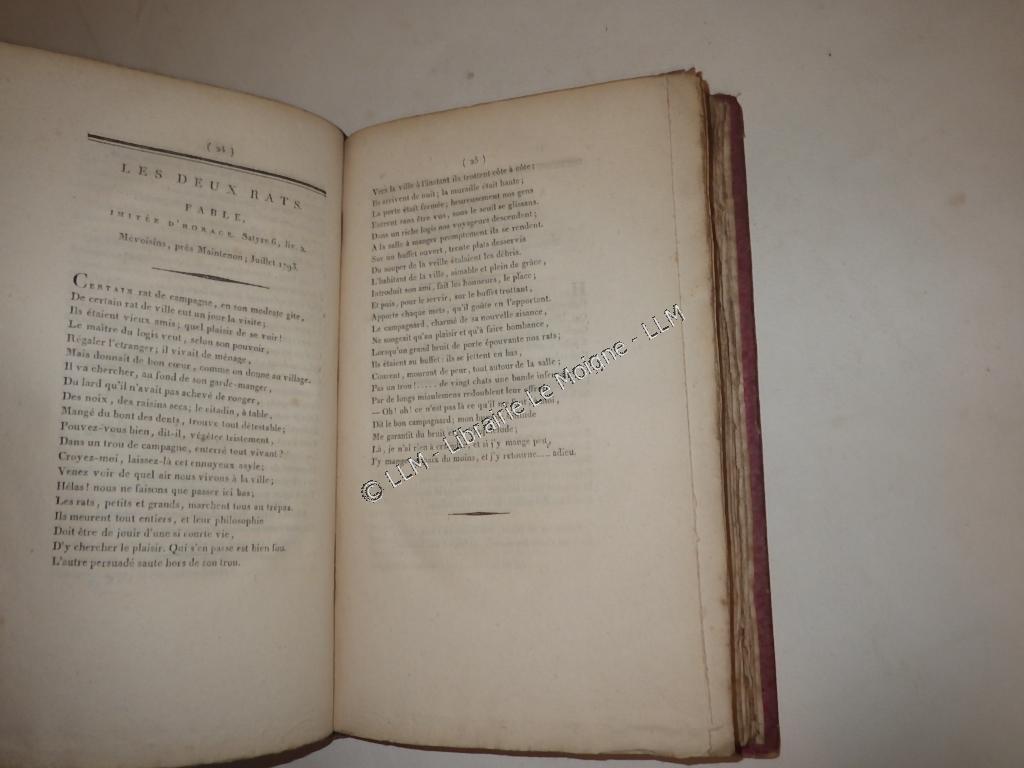 ( 24 )
LES DEUX RATS.
FABLE,
IMITÉE D'HORACE. Satyre 6, liv. 2.
Mévoisins, près Maintenon; Juillet 1793.
CERTAIN rat de campagne, en son modeste gîte,
De certain rat de ville eut un jour la visite;
Ils étaient vieux amis; quel plaisir de se voir!
Le maître du logis veut, selon son pouvoir,
Régaler l'étranger; il vivait de ménage,
Mais donnait de bon cœur, comme on donne au village.
Il va chercher, au fond de son garde-manger,
Du lard qu'il n'avait pas achevé de ronger,
Des noix, des raisins secs; le citadin, à table,
Mange du bout des dents, trouve tout détestable;
Pouvez-vous bien, dit-il, végéter tristement,
Dans un trou de campagne, enterré tout vivant?
Croyez-moi, laissez-là cet ennuyeux asyle;
Venez voir de quel air nous vivons à la ville;
Hélas! nous ne faisons que passer ici bas;
Les rats, petits et grands, marchent tous au trépas.
Ils meurent tout entiers, et leur philosophie
Doit être de jouir d'une si courte vie,
D'y chercher le plaisir. Qui s'en passe est bien fou.
L'autre persuadé saute hors de son trou.
( 25 )
Vers la ville à l'instant ils trottent côte à côte;
Ils arrivent de nuit; la muraille était haute;
La porte était fermée; heureusement nos gens
Entrent sans être vus, sous le seuil se glissans.
Dans un riche logis nos voyageurs descendent;
A la salle à manger promptement ils se rendent.
Sur un buffet ouvert, trente plats desservis
Du souper de la veille étalaient les débris.
L'habitant de la ville, aimable et plein de grâce,
Introduit son ami, fait les honneurs, le place;
Et puis, pour le servir, sur le buffet trottant,
Apporte chaque mets, qu'il goûte en l'apportant.
Le campagnard, charmé de sa nouvelle aisance,
Ne songeait qu'au plaisir et qu'à faire bombance,
Lorsqu'un grand bruit de porte épouvante nos rats;
Ils étaient au buffet: ils se jettent en bas,
Courent, mourant de peur, tout autour de la salle;
Pas un trou!..... de vingt chats une bande
Par de longs miaulemens redoublent leur
— Oh! oh! ce n'est pas là ce qu'il
Dit le bon campagnard; mon
Me garantit du bruit
Là, je n'ai rien à et si j'y mange peu,
J'y mange du moins, et j'y retourne.... adieu.
© LLM - Librairie Le Moigne - LLM